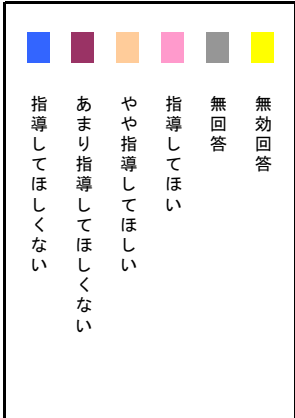 無効回答
無回答
指導してほい
やや指導してほしい
あまり指導してほしくない
指導してほしくない